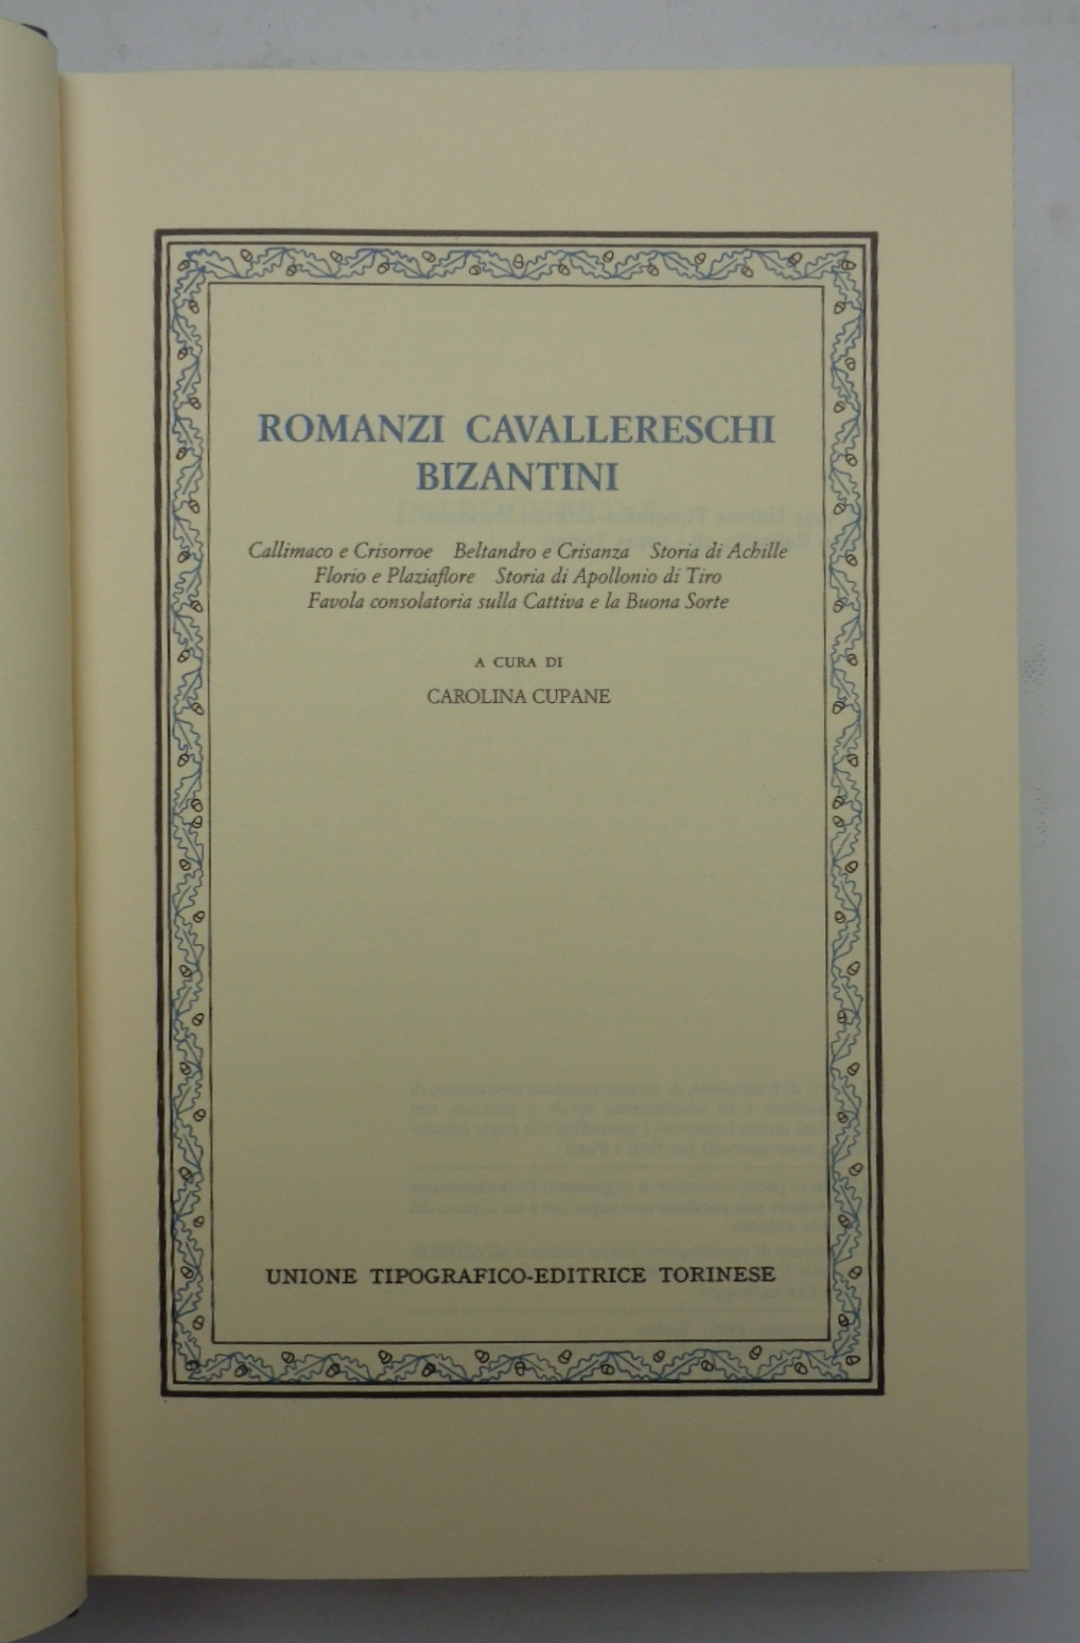 ROMANZI CAVALLERESCHI
BIZANTINI
Callimaco e Crisorroe Beltandro e Crisanza Storia di Achille
Florio e Plaziaflore Storia di Apollonio di Tiro
Favola consolatoria sulla Cattiva e la Buona Sorte
A CURA DI
CAROLINA CUPANE
UNIONE TIPOGRAFICO-EDITRICE TORINESE